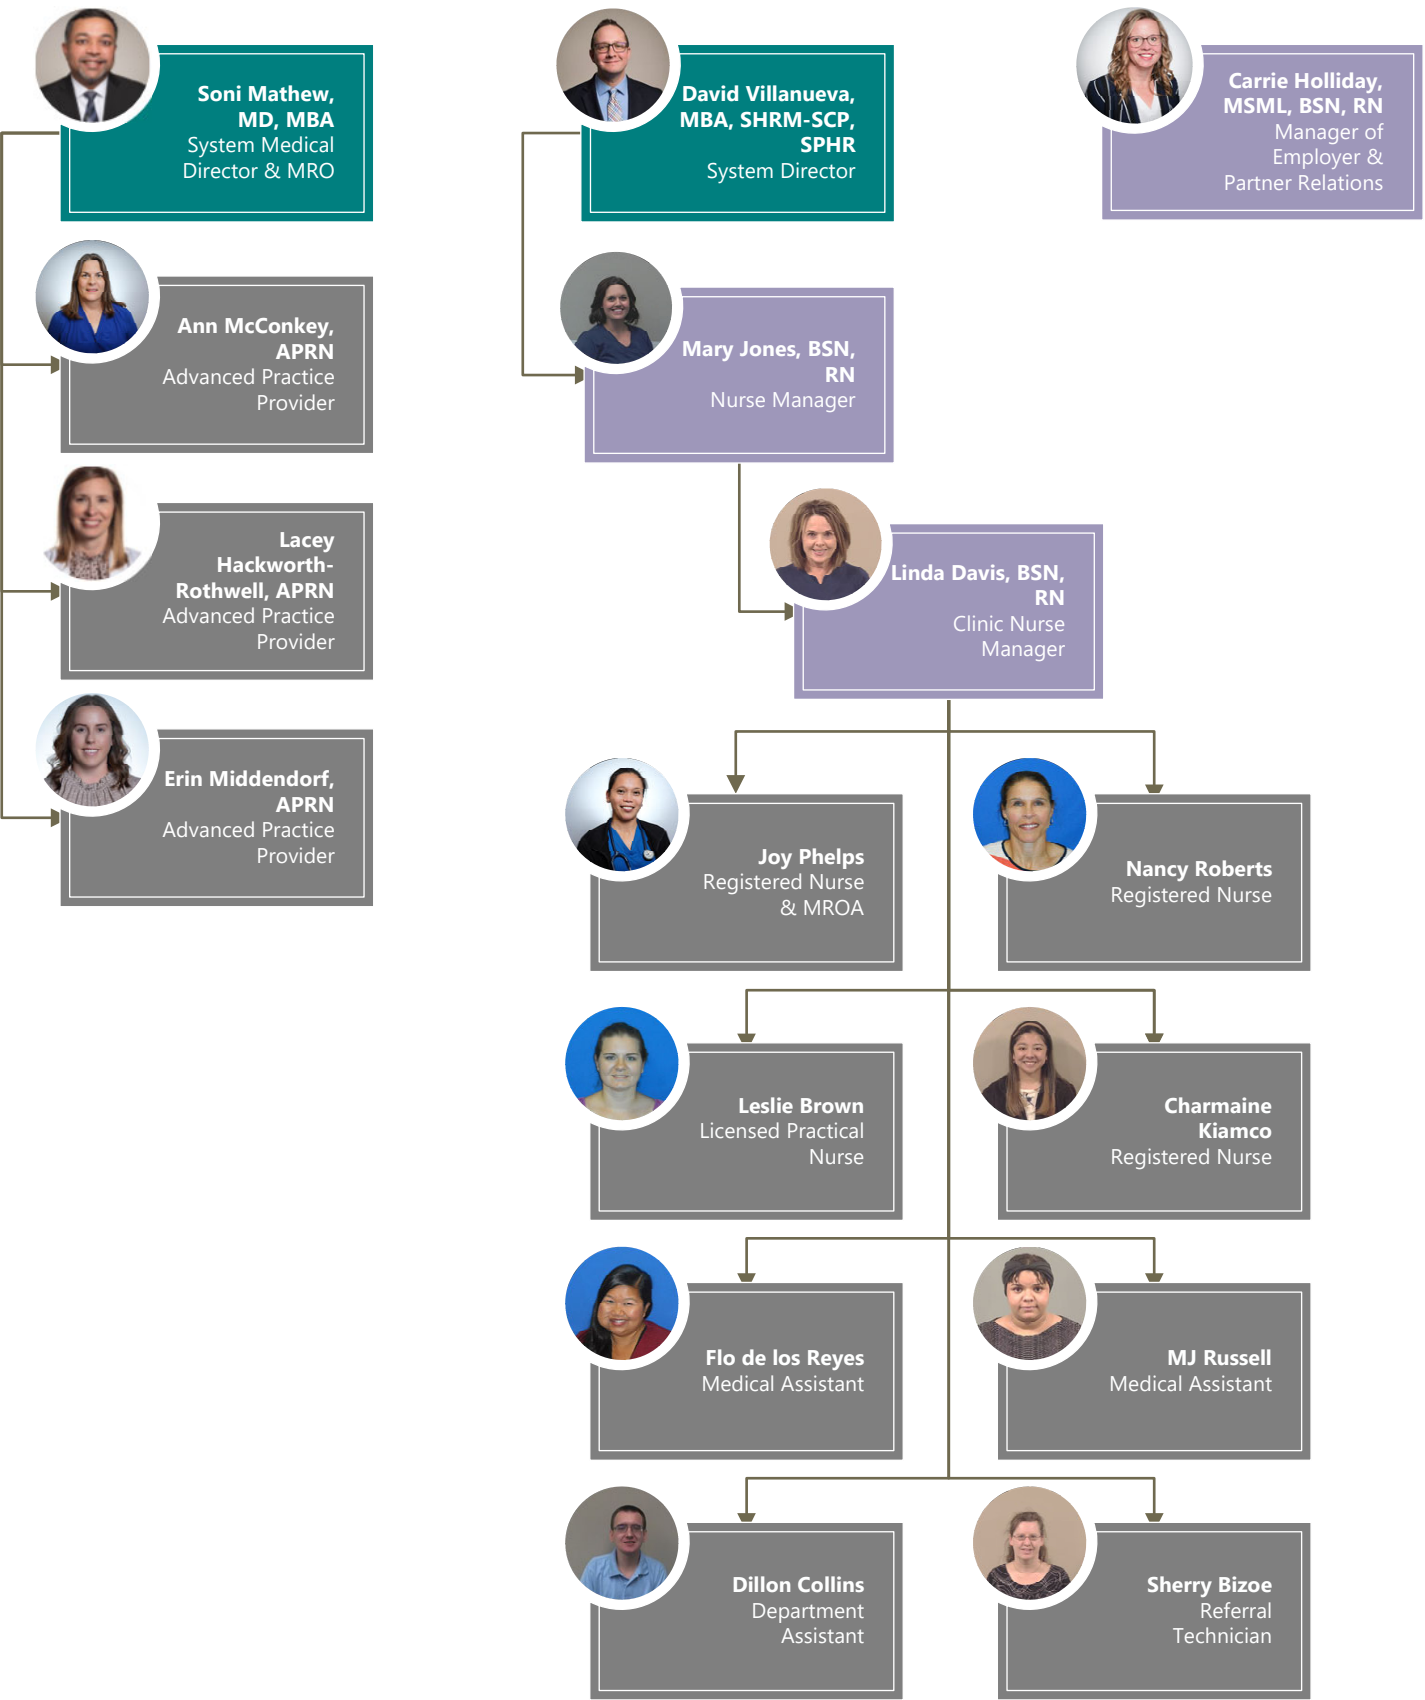 Soni Mathew,
MD, MBA
System Medical
Director & MRO
David Villanueva,
MBA, SHRM-SCP,
SPHR
System Director
Carrie Holliday,
MSML, BSN, RN
Manager of
Employer &
Partner Relations
Ann McConkey,
APRN
Advanced Practice
Provider
Mary Jones, BSN,
RN
Nurse Manager
Lacey
Hackworth-
Rothwell, APRN
Advanced Practice
Provider
Linda Davis, BSN,
RN
Clinic Nurse
Manager
Erin Middendorf,
APRN
Advanced Practice
Provider
Joy Phelps
Registered Nurse
& MROA
Nancy Roberts
Registered Nurse
Leslie Brown
Licensed Practical
Nurse
Charmaine
Kiamco
Registered Nurse
Flo de los Reyes
Medical Assistant
MJ Russell
Medical Assistant
Dillon Collins
Department
Assistant
Sherry Bizoe
Referral
Technician